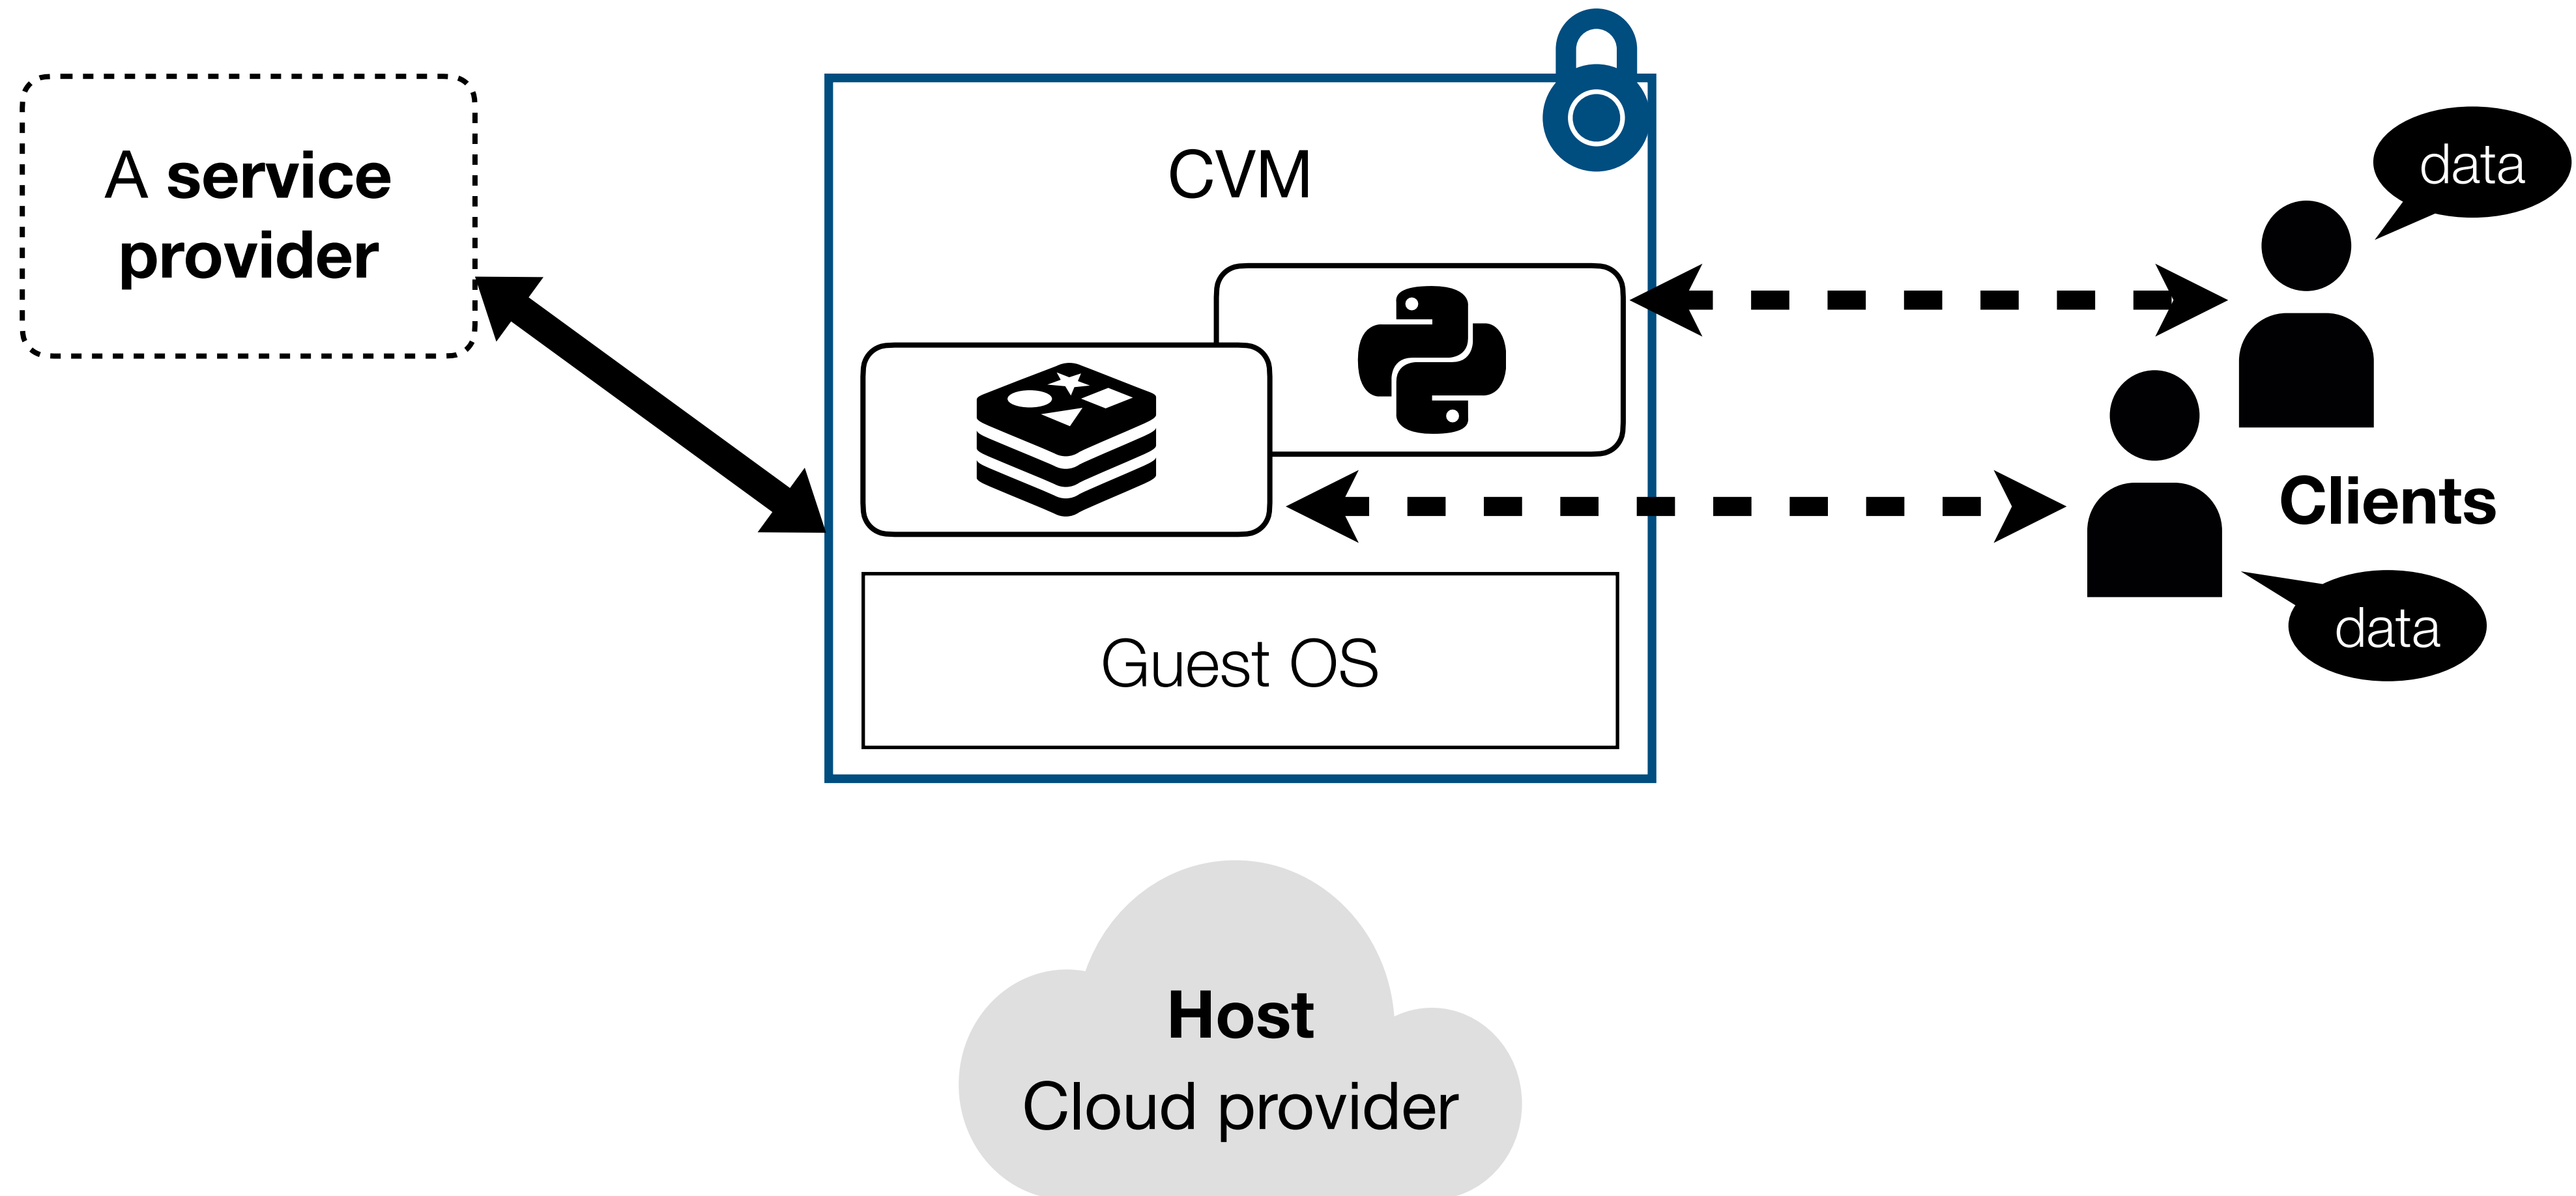 A service
provider
CVM
data
Clients
data
Guest OS
Host
Cloud provider